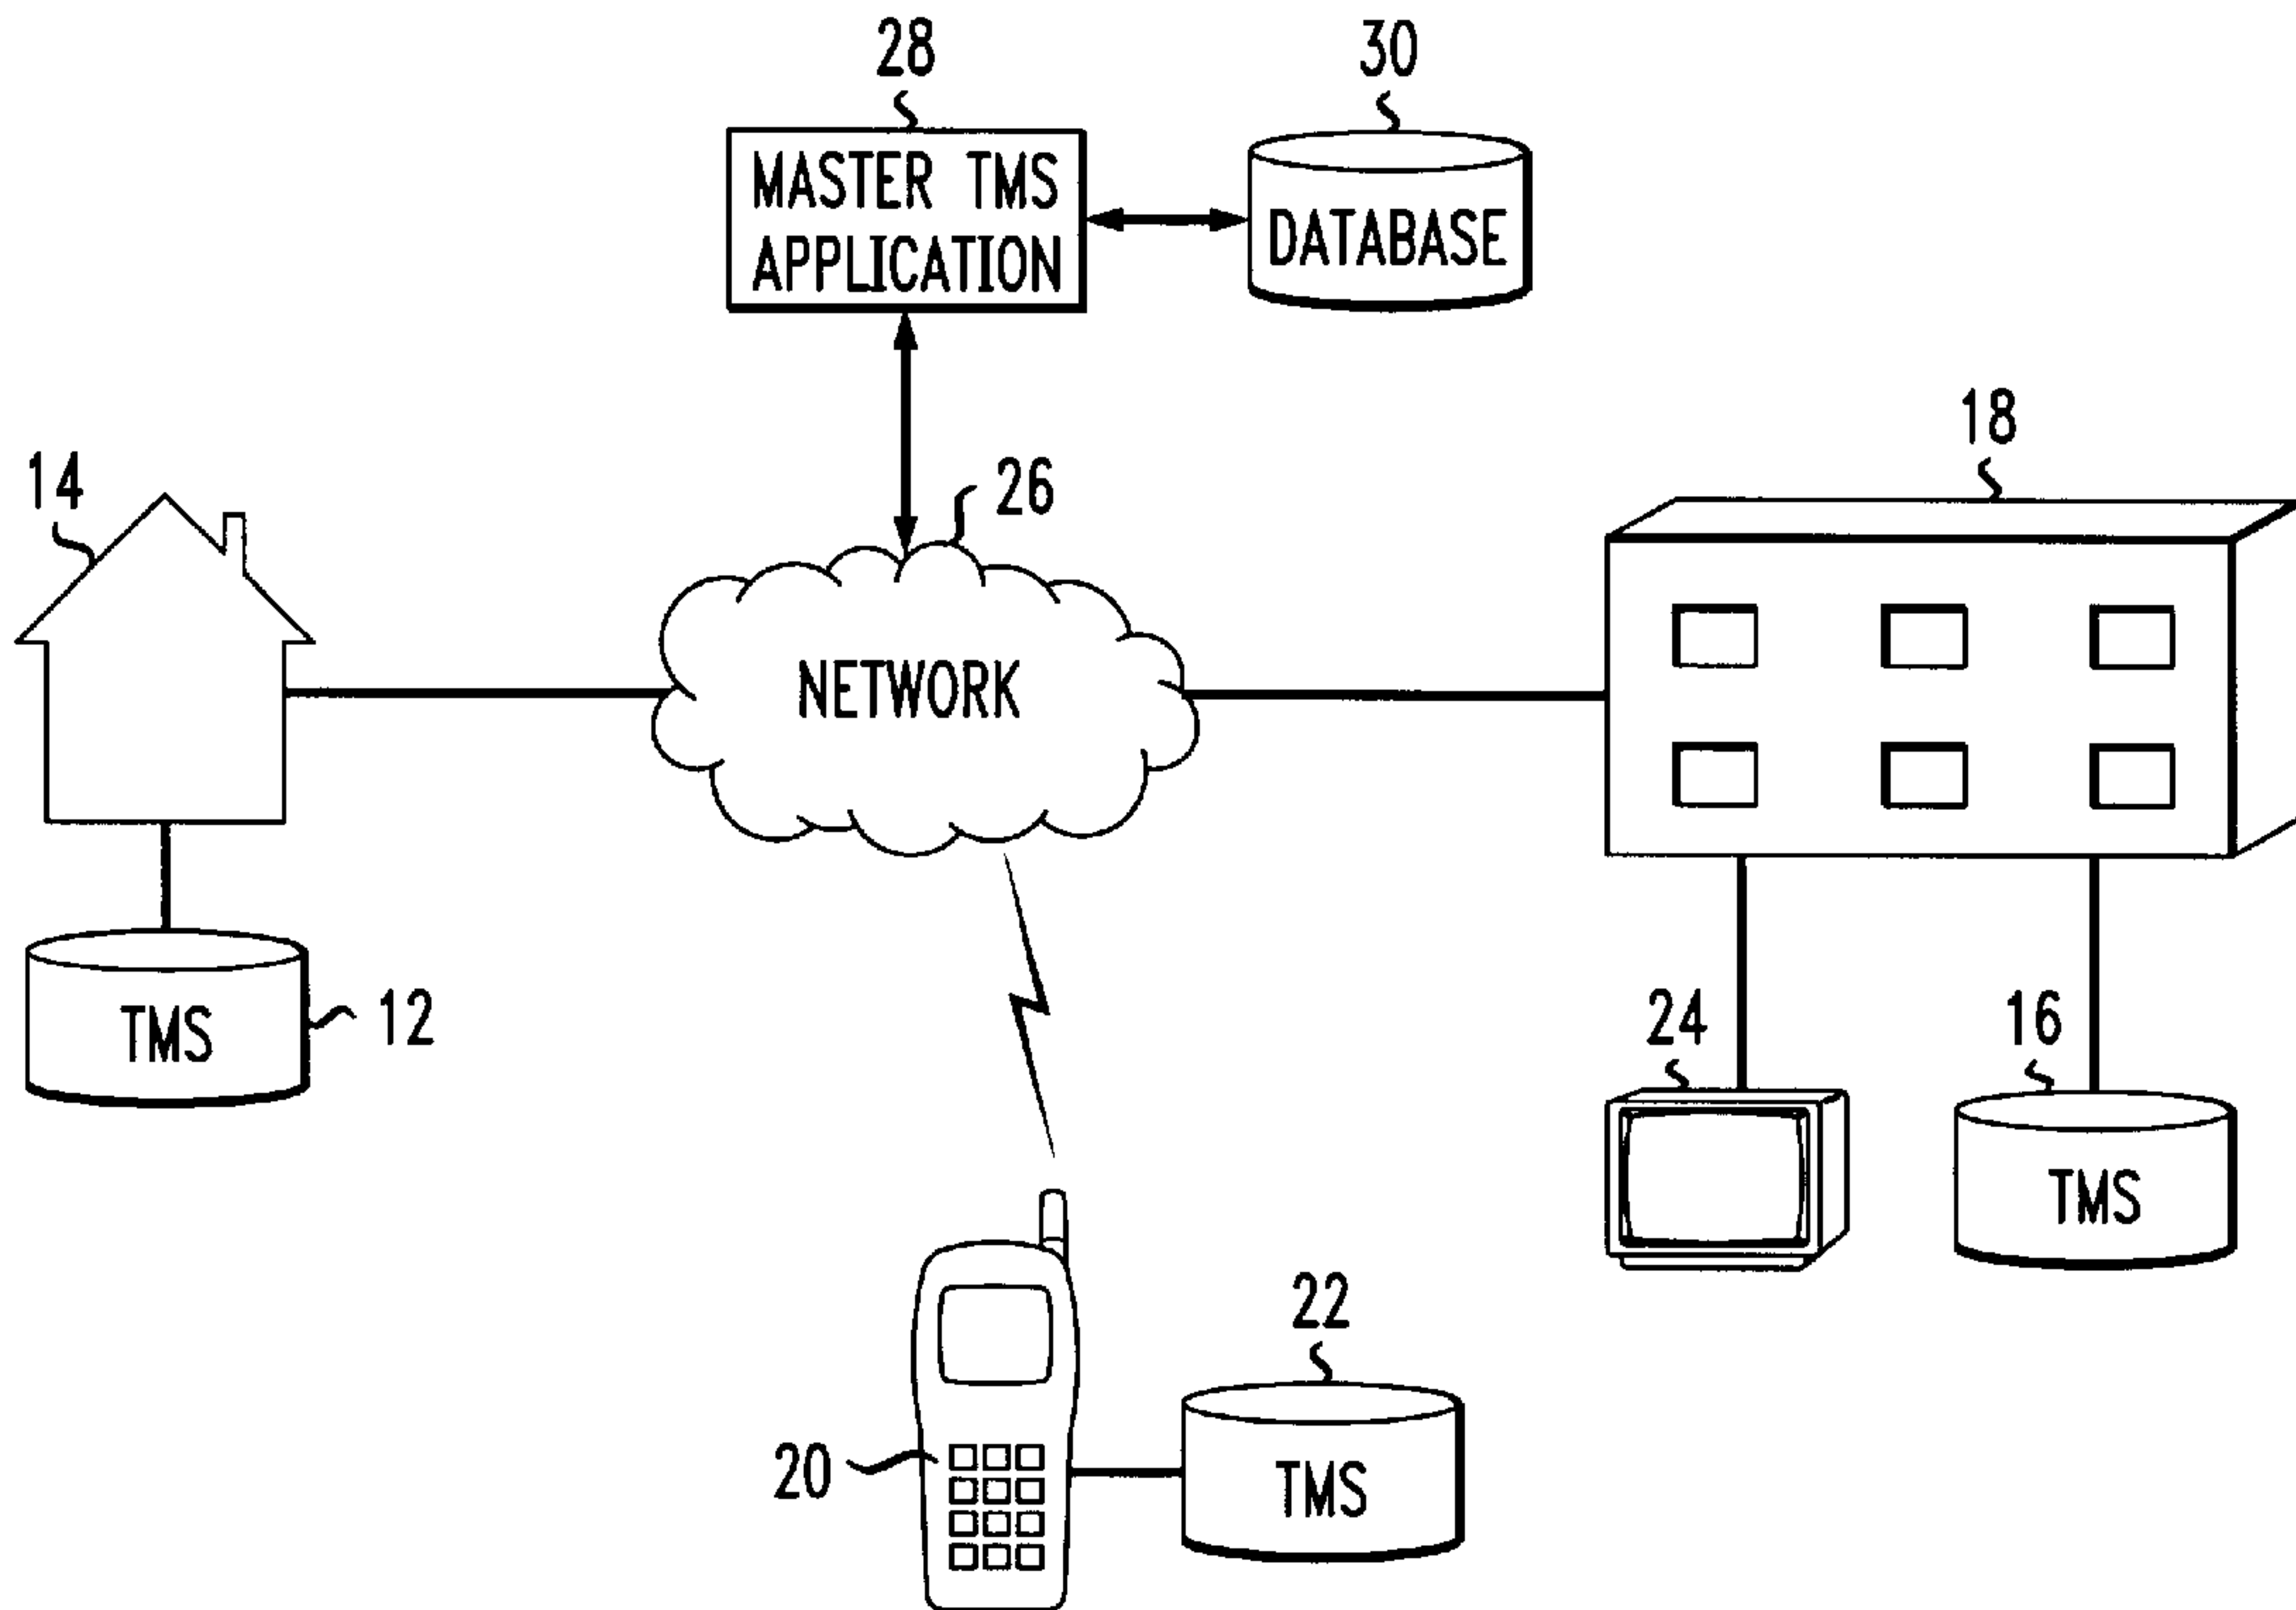 28
30
MASTER TMS
APPLICATION
DATABASE
18
14
26
NETWORK
TMS
12
24
16
TMS
22
20
TMS